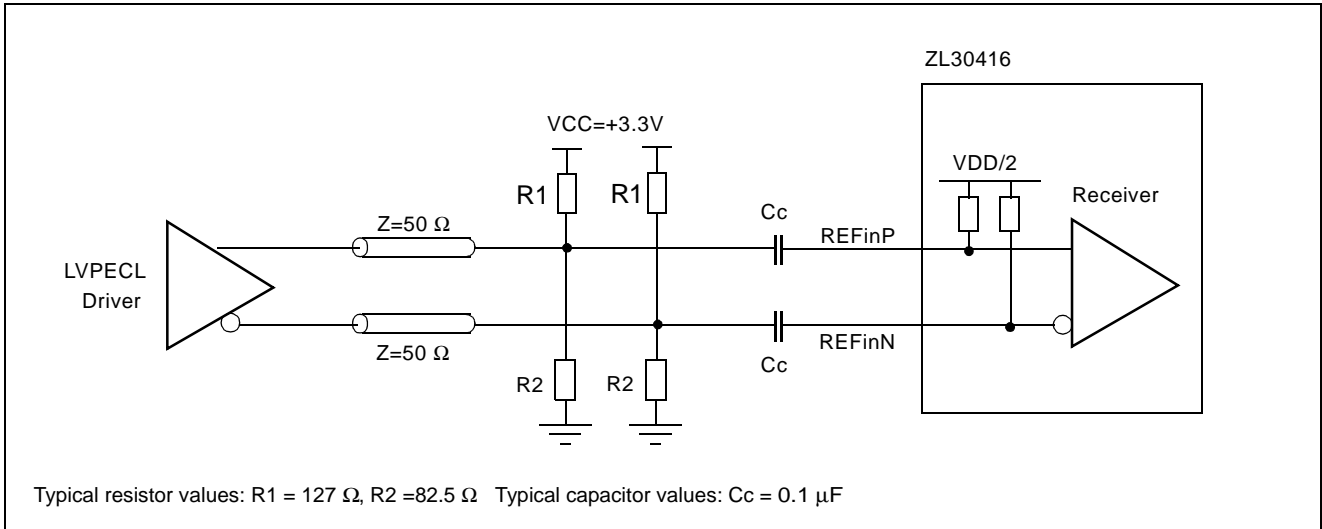 ZL30416
VCC=+3.3V
VDD/2
Receiver
R1
R1
Z=50 Ω
Cc
REFinP
LVPECL
Driver
Z=50 Ω
REFinN
Cc
R2
R2
Typical resistor values: R1 = 127 Ω, R2 =82.5 Ω Typical capacitor values: Cc = 0.1 μF